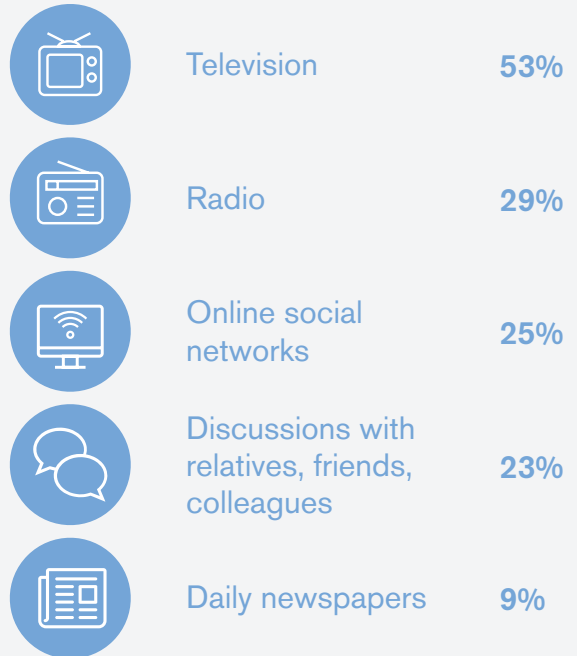 Television 53%
Radio 29%
Online social
networks 25%
Discussions with
relatives, friends, 23%
colleagues
Daily newspapers 9%